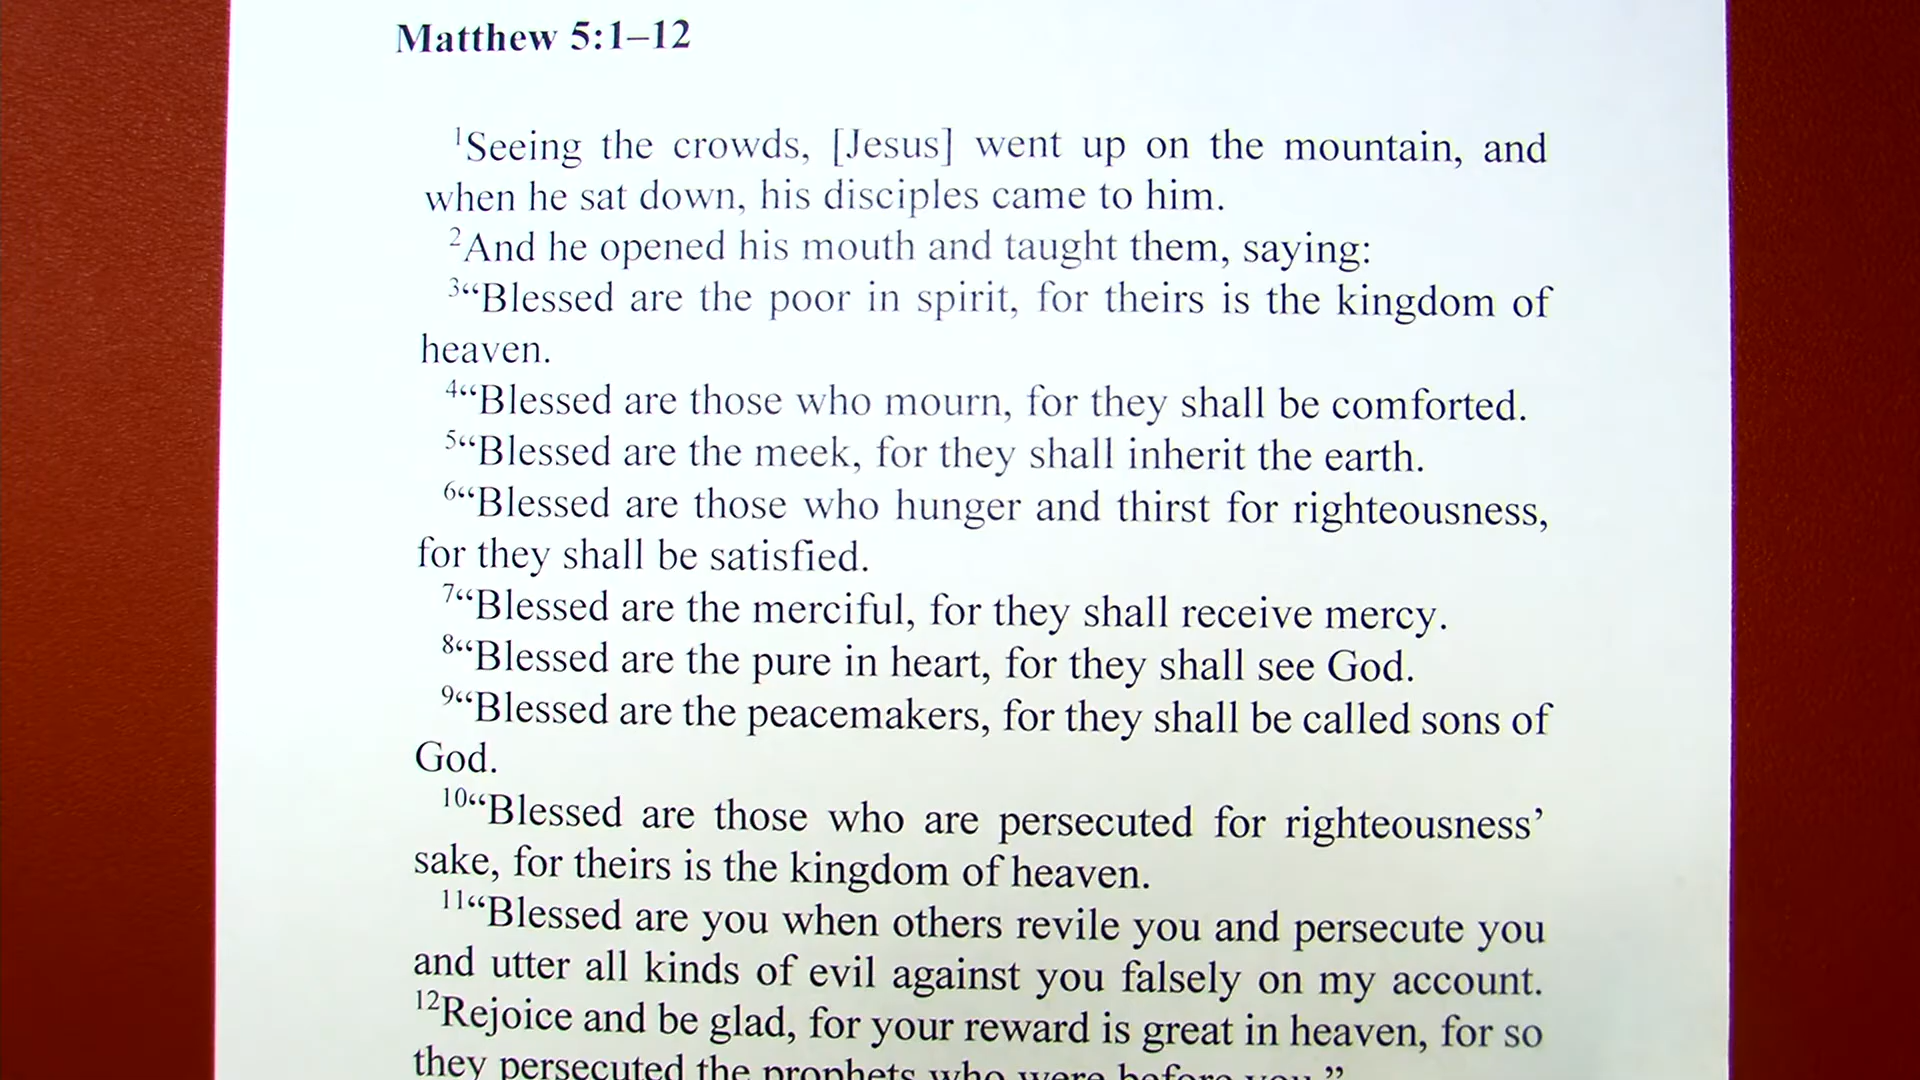 Matthew 5:1–12
¹Seeing the crowds, [Jesus] went up on the mountain, and
when he sat down, his disciples came to him.
²And he opened his mouth and taught them, saying:
³“Blessed are the poor in spirit, for theirs is the kingdom of
heaven.
⁴“Blessed are those who mourn, for they shall be comforted.
⁵“Blessed are the meek, for they shall inherit the earth.
⁶“Blessed are those who hunger and thirst for righteousness,
for they shall be satisfied.
⁷“Blessed are the merciful, for they shall receive mercy.
⁸“Blessed are the pure in heart, for they shall see God.
⁹“Blessed are the peacemakers, for they shall be called sons of
God.
¹⁰“Blessed are those who are persecuted for righteousness’
sake, for theirs is the kingdom of heaven.
¹¹“Blessed are you when others revile you and persecute you
and utter all kinds of evil against you falsely on my account.
¹²Rejoice and be glad, for your reward is great in heaven, for so
they persecuted the prophets who were before you.”